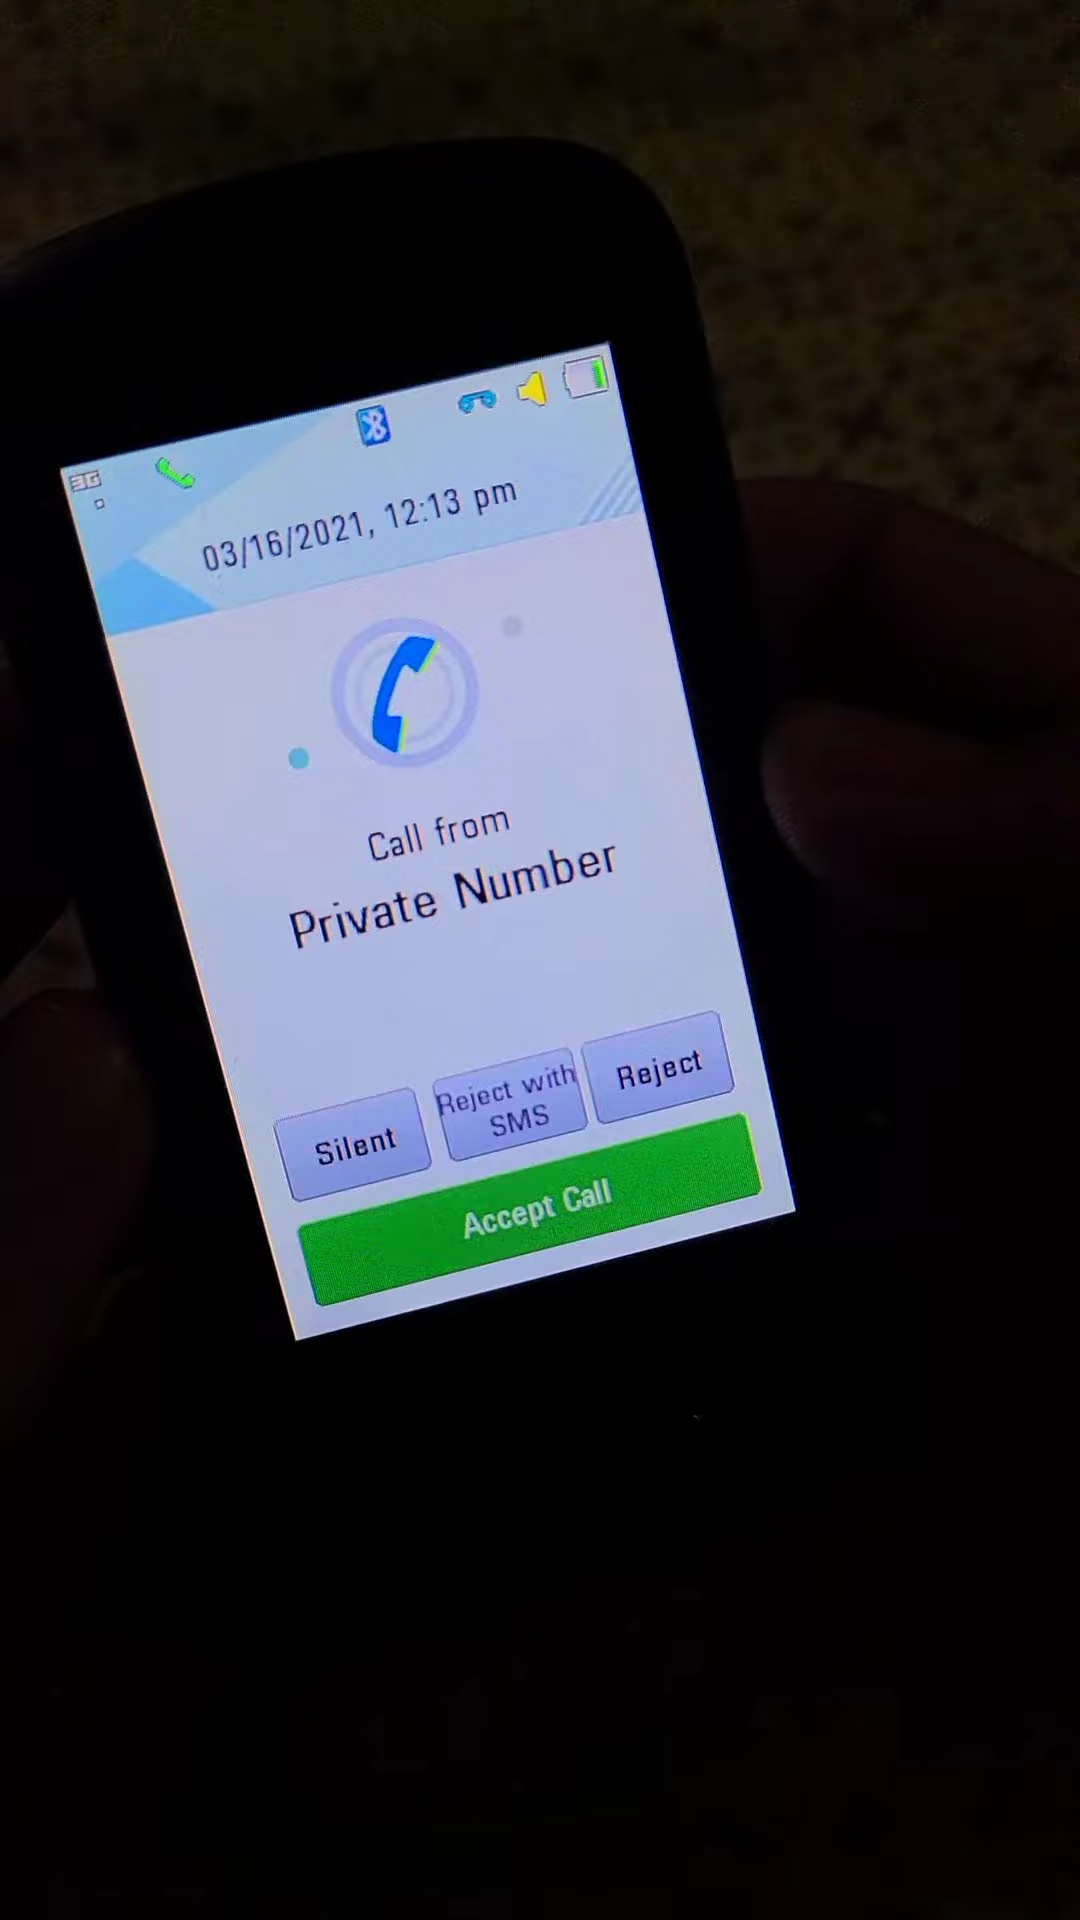 3G
03/16/2021, 12:13 pm
Call from
Private Number
Silent
Reject with
SMS
Reject
Accept Call